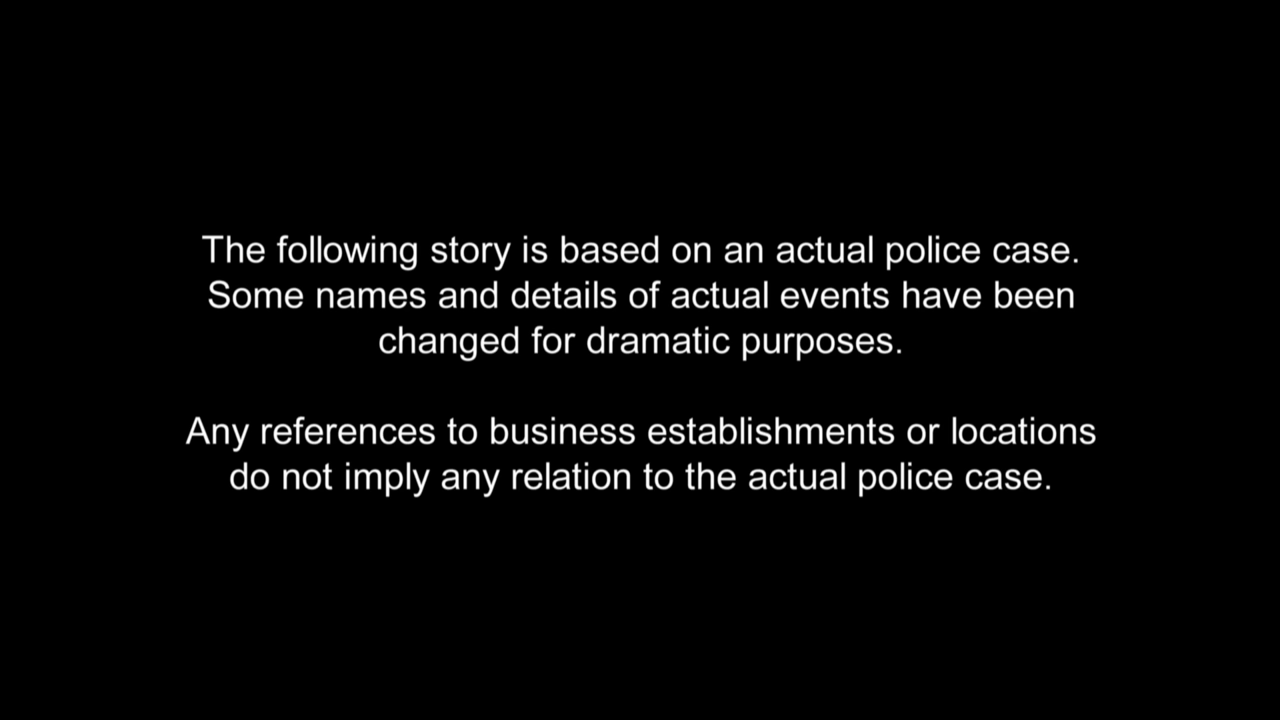 The following story is based on an actual police case.
Some names and details of actual events have been
changed for dramatic purposes.
Any references to business establishments or locations
do not imply any relation to the actual police case.